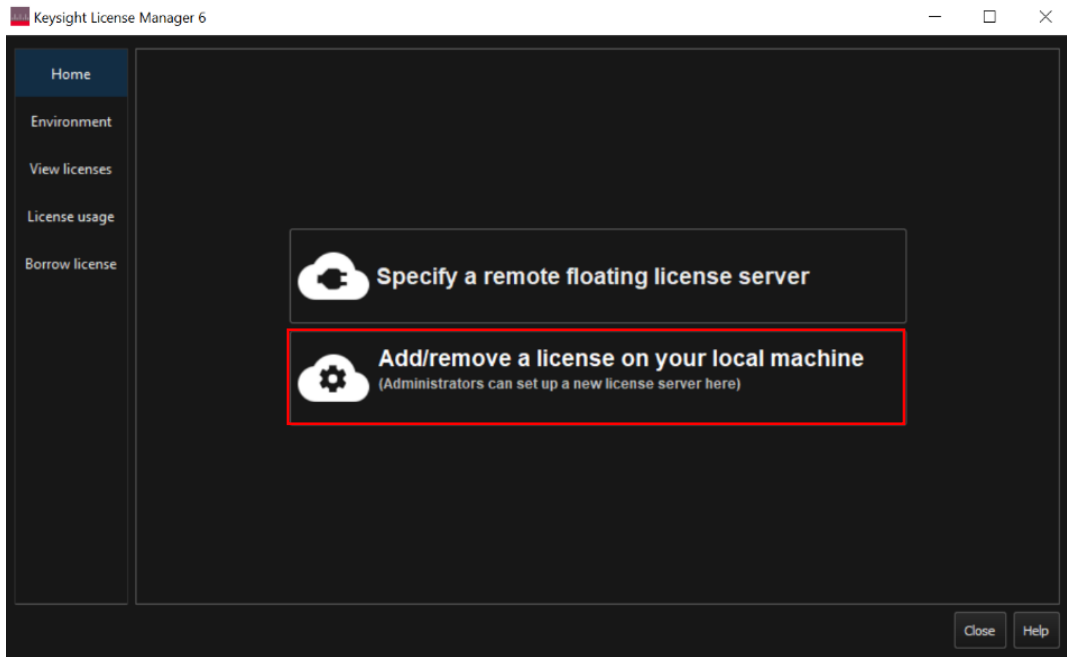 Keysight License Manager 6
Home
Environment
View licenses
License usage
Borrow license
Specify a remote floating license server
Add/remove a license on your local machine
(Administrators can set up a new license server here)
Close
Help